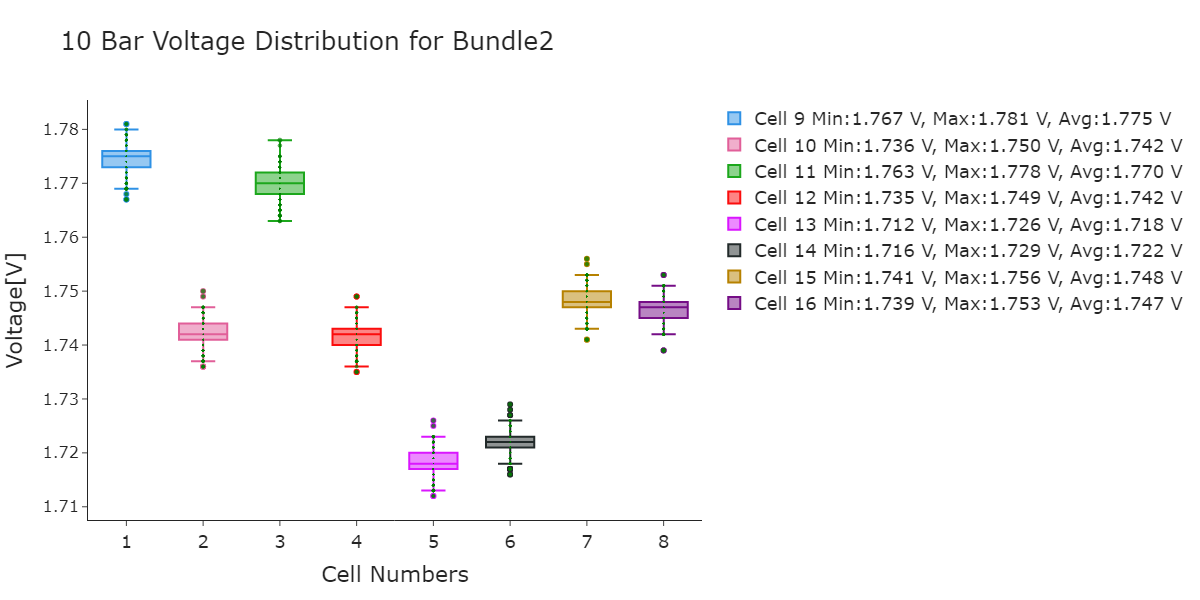 10 Bar Voltage Distribution for Bundle2
Voltage[V]
1.78
1.77
1.76
1.75
1.74
1.73
1.72
1.71
1 2 3 4 5 6 7 8
Cell Numbers
Cell 9 Min:1.767 V, Max:1.781 V, Avg:1.775 V
Cell 10 Min:1.736 V, Max:1.750 V, Avg:1.742 V
Cell 11 Min:1.763 V, Max:1.778 V, Avg:1.770 V
Cell 12 Min:1.735 V, Max:1.749 V, Avg:1.742 V
Cell 13 Min:1.712 V, Max:1.726 V, Avg:1.718 V
Cell 14 Min:1.716 V, Max:1.729 V, Avg:1.722 V
Cell 15 Min:1.741 V, Max:1.756 V, Avg:1.748 V
Cell 16 Min:1.739 V, Max:1.753 V, Avg:1.747 V